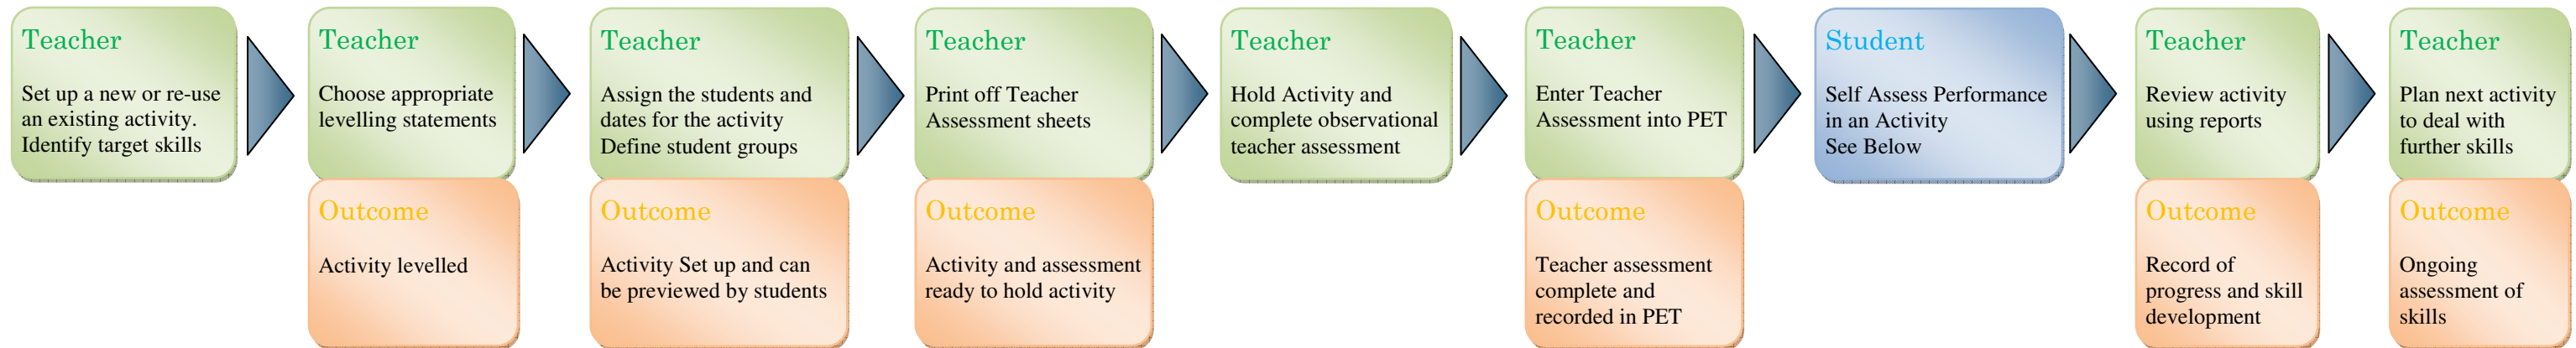 Teacher
Set up a new or re-use
an existing activity.
Identify target skills
Teacher
Choose appropriate
levelling statements
Outcome
Activity levelled
Teacher
Assign the students and
dates for the activity
Define student groups
Outcome
Activity Set up and can
be previewed by students
Teacher
Print off Teacher
Assessment sheets
Outcome
Activity and assessment
ready to hold activity
Teacher
Hold Activity and
complete observational
teacher assessment
Teacher
Enter Teacher
Assessment into PET
Outcome
Teacher assessment
complete and
recorded in PET
Student
Self Assess Performance
in an Activity
See Below
Teacher
Review activity
using reports
Outcome
Record of
progress and skill
development
Teacher
Plan next activity
to deal with
further skills
Outcome
Ongoing
assessment of
skills